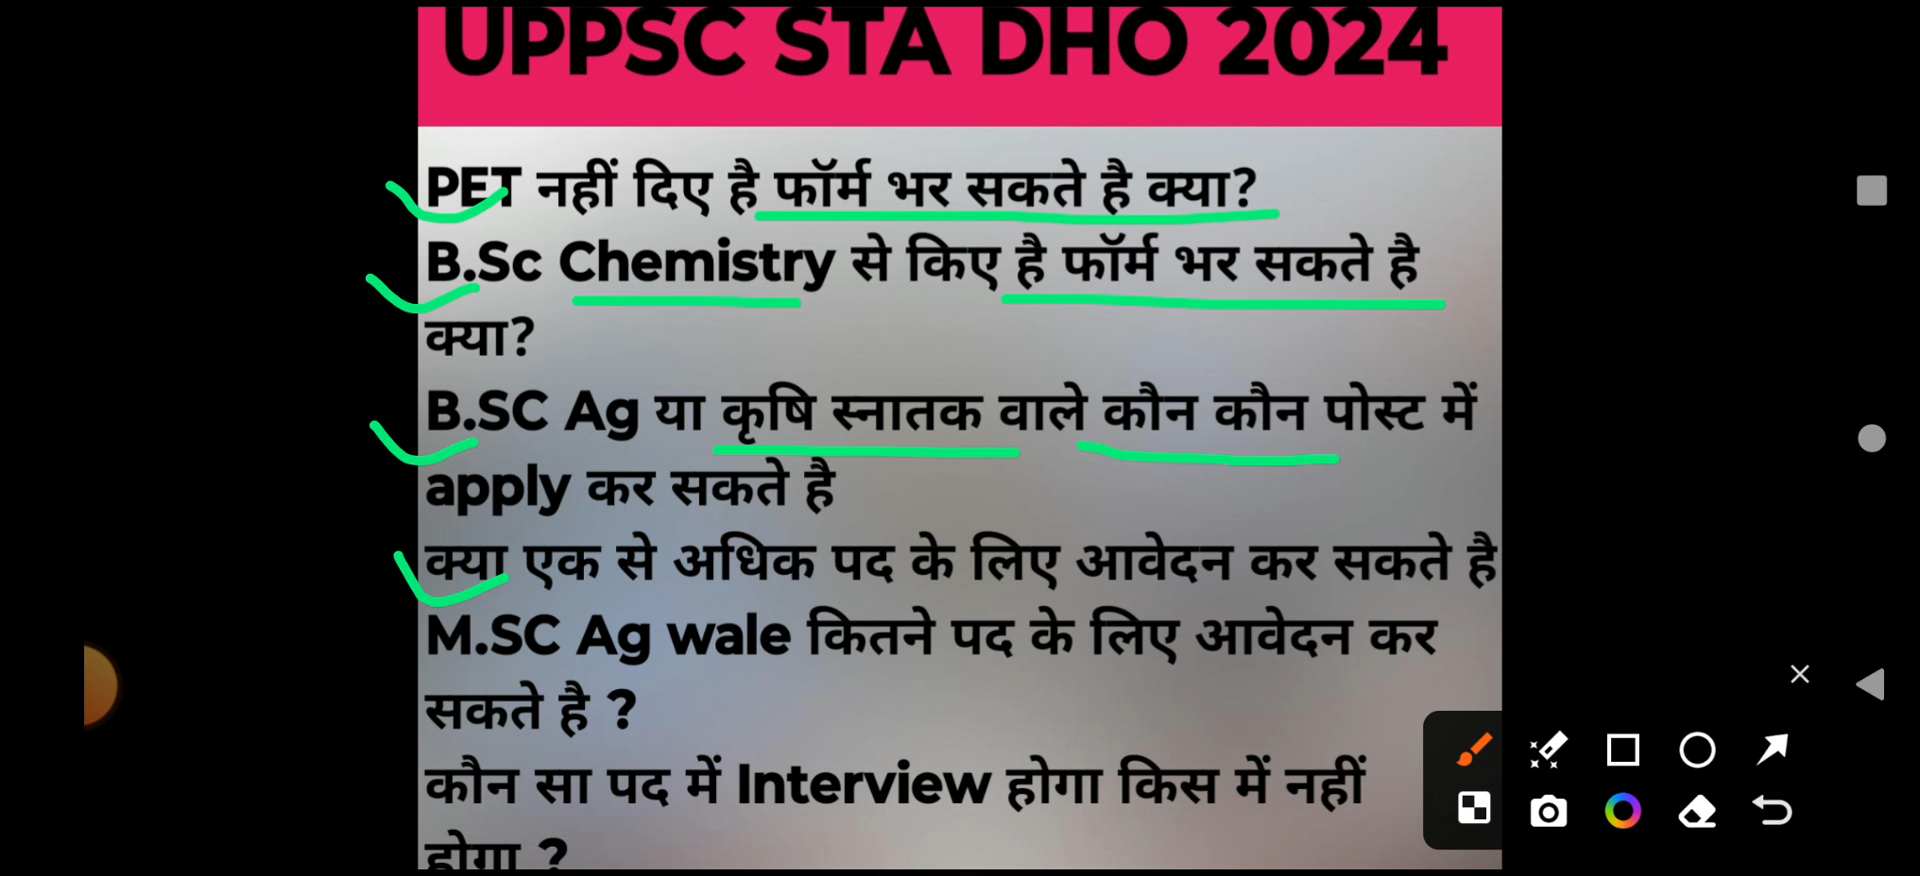 UPPSC STA DHO 2024
PET नहीं दिए है फॉर्म भर सकते है क्या?
B.Sc Chemistry से किए है फॉर्म भर सकते है
क्या?
B.SC Ag या कृषि स्नातक वाले कौन कौन पोस्ट में
apply कर सकते है
क्या एक से अधिक पद के लिए आवेदन कर सकते है
M.SC Ag wale कितने पद के लिए आवेदन कर
सकते है ?
कौन सा पद में Interview होगा किस में नहीं
होगा ?